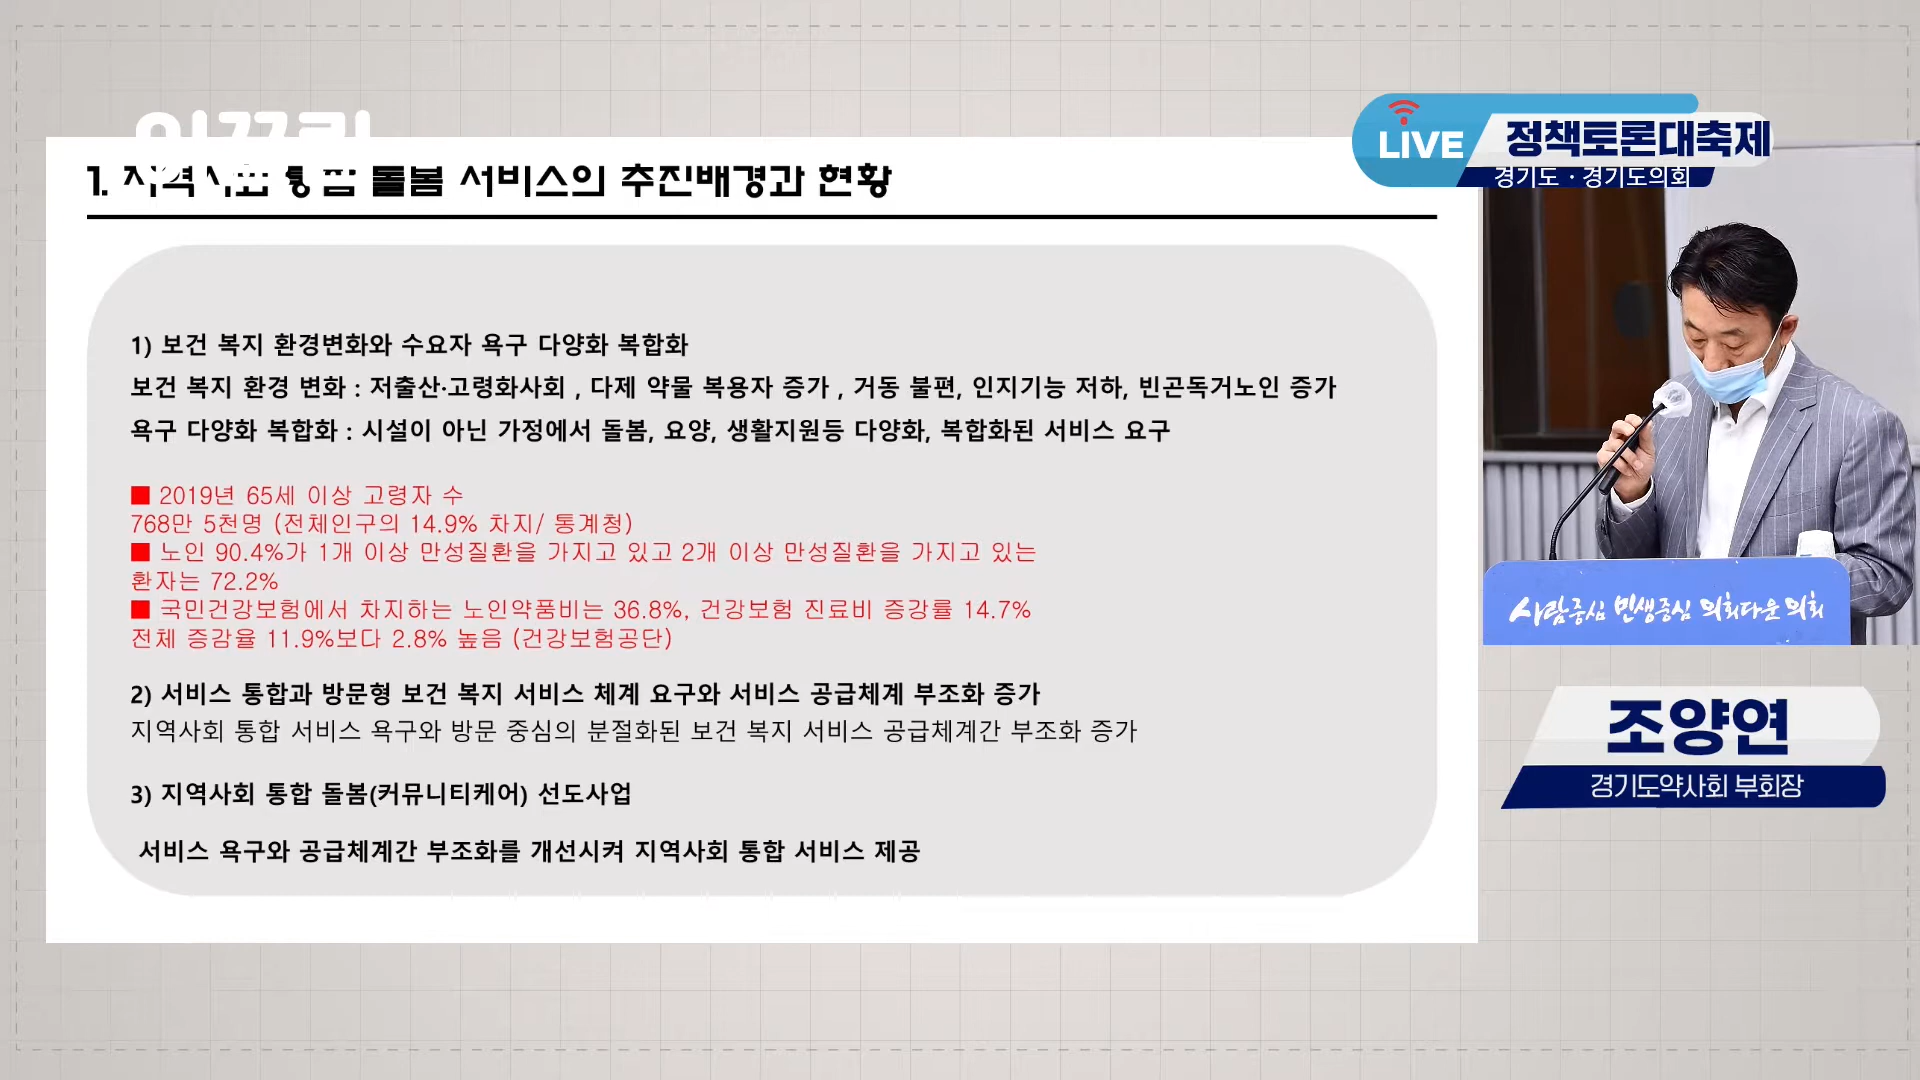 LIVE
정책토론대축제
경기도 · 경기도의회
1. 지역사회 통합 돌봄 서비스의 추진배경과 현황
1) 보건 복지 환경변화와 수요자 욕구 다양화 복합화
보건 복지 환경 변화 : 저출산·고령화사회 , 다제 약물 복용자 증가 , 거동 불편, 인지기능 저하, 빈곤독거노인 증가
욕구 다양화 복합화 : 시설이 아닌 가정에서 돌봄, 요양, 생활지원등 다양화, 복합화된 서비스 요구
■ 2019년 65세 이상 고령자 수
768만 5천명 (전체인구의 14.9% 차지/ 통계청)
■ 노인 90.4%가 1개 이상 만성질환을 가지고 있고 2개 이상 만성질환을 가지고 있는
환자는 72.2%
■ 국민건강보험에서 차지하는 노인약품비는 36.8%, 건강보험 진료비 증강률 14.7%
전체 증감율 11.9%보다 2.8% 높음 (건강보험공단)
2) 서비스 통합과 방문형 보건 복지 서비스 체계 요구와 서비스 공급체계 부조화 증가
지역사회 통합 서비스 욕구와 방문 중심의 분절화된 보건 복지 서비스 공급체계간 부조화 증가
3) 지역사회 통합 돌봄(커뮤니티케어) 선도사업
서비스 욕구와 공급체계간 부조화를 개선시켜 지역사회 통합 서비스 제공
사람중심 민생중심 의회다운 의회
조양연
경기도약사회 부회장